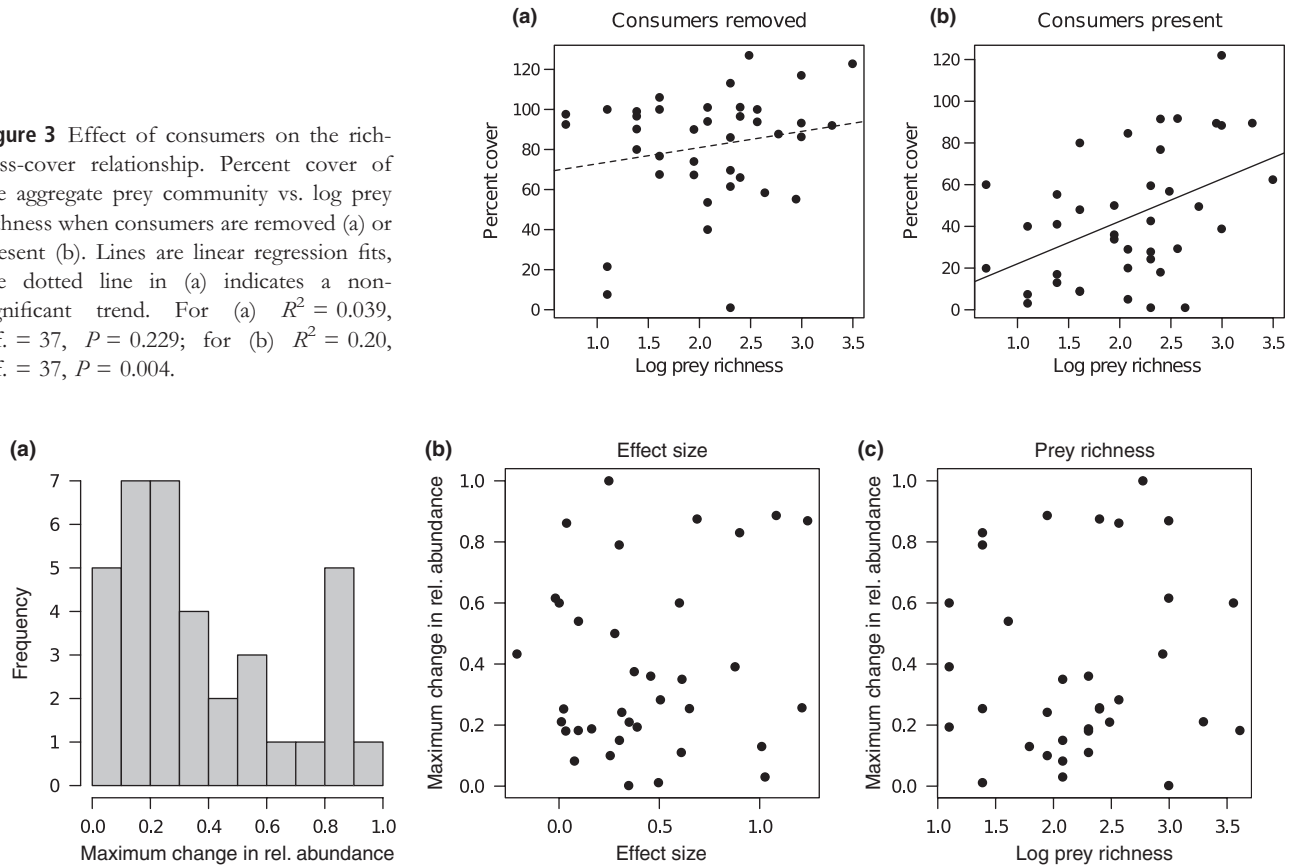 (a) Consumers removed
120
100
80
60
40
20
0
Percent cover
1.0 1.5 2.0 2.5 3.0 3.5
Log prey richness
(b) Consumers present
120
100
80
60
40
20
0
Percent cover
1.0 1.5 2.0 2.5 3.0 3.5
Log prey richness
gure 3 Effect of consumers on the rich-
ss-cover relationship. Percent cover of
e aggregate prey community vs. log prey
hness when consumers are removed (a) or
esent (b). Lines are linear regression fits,
e dotted line in (a) indicates a non-
gnificant trend. For (a) R² = 0.039,
f. = 37, P = 0.229; for (b) R² = 0.20,
f. = 37, P = 0.004.
(a)
7
6
5
4
3
2
1
0
Frequency
0.0 0.2 0.4 0.6 0.8 1.0
Maximum change in rel. abundance
(b) Effect size
1.0
0.8
0.6
0.4
0.2
0.0
Maximum change in rel. abundance
0.0 0.5 1.0
Effect size
(c) Prey richness
1.0
0.8
0.6
0.4
0.2
0.0
Maximum change in rel. abundance
1.0 1.5 2.0 2.5 3.0 3.5
Log prey richness